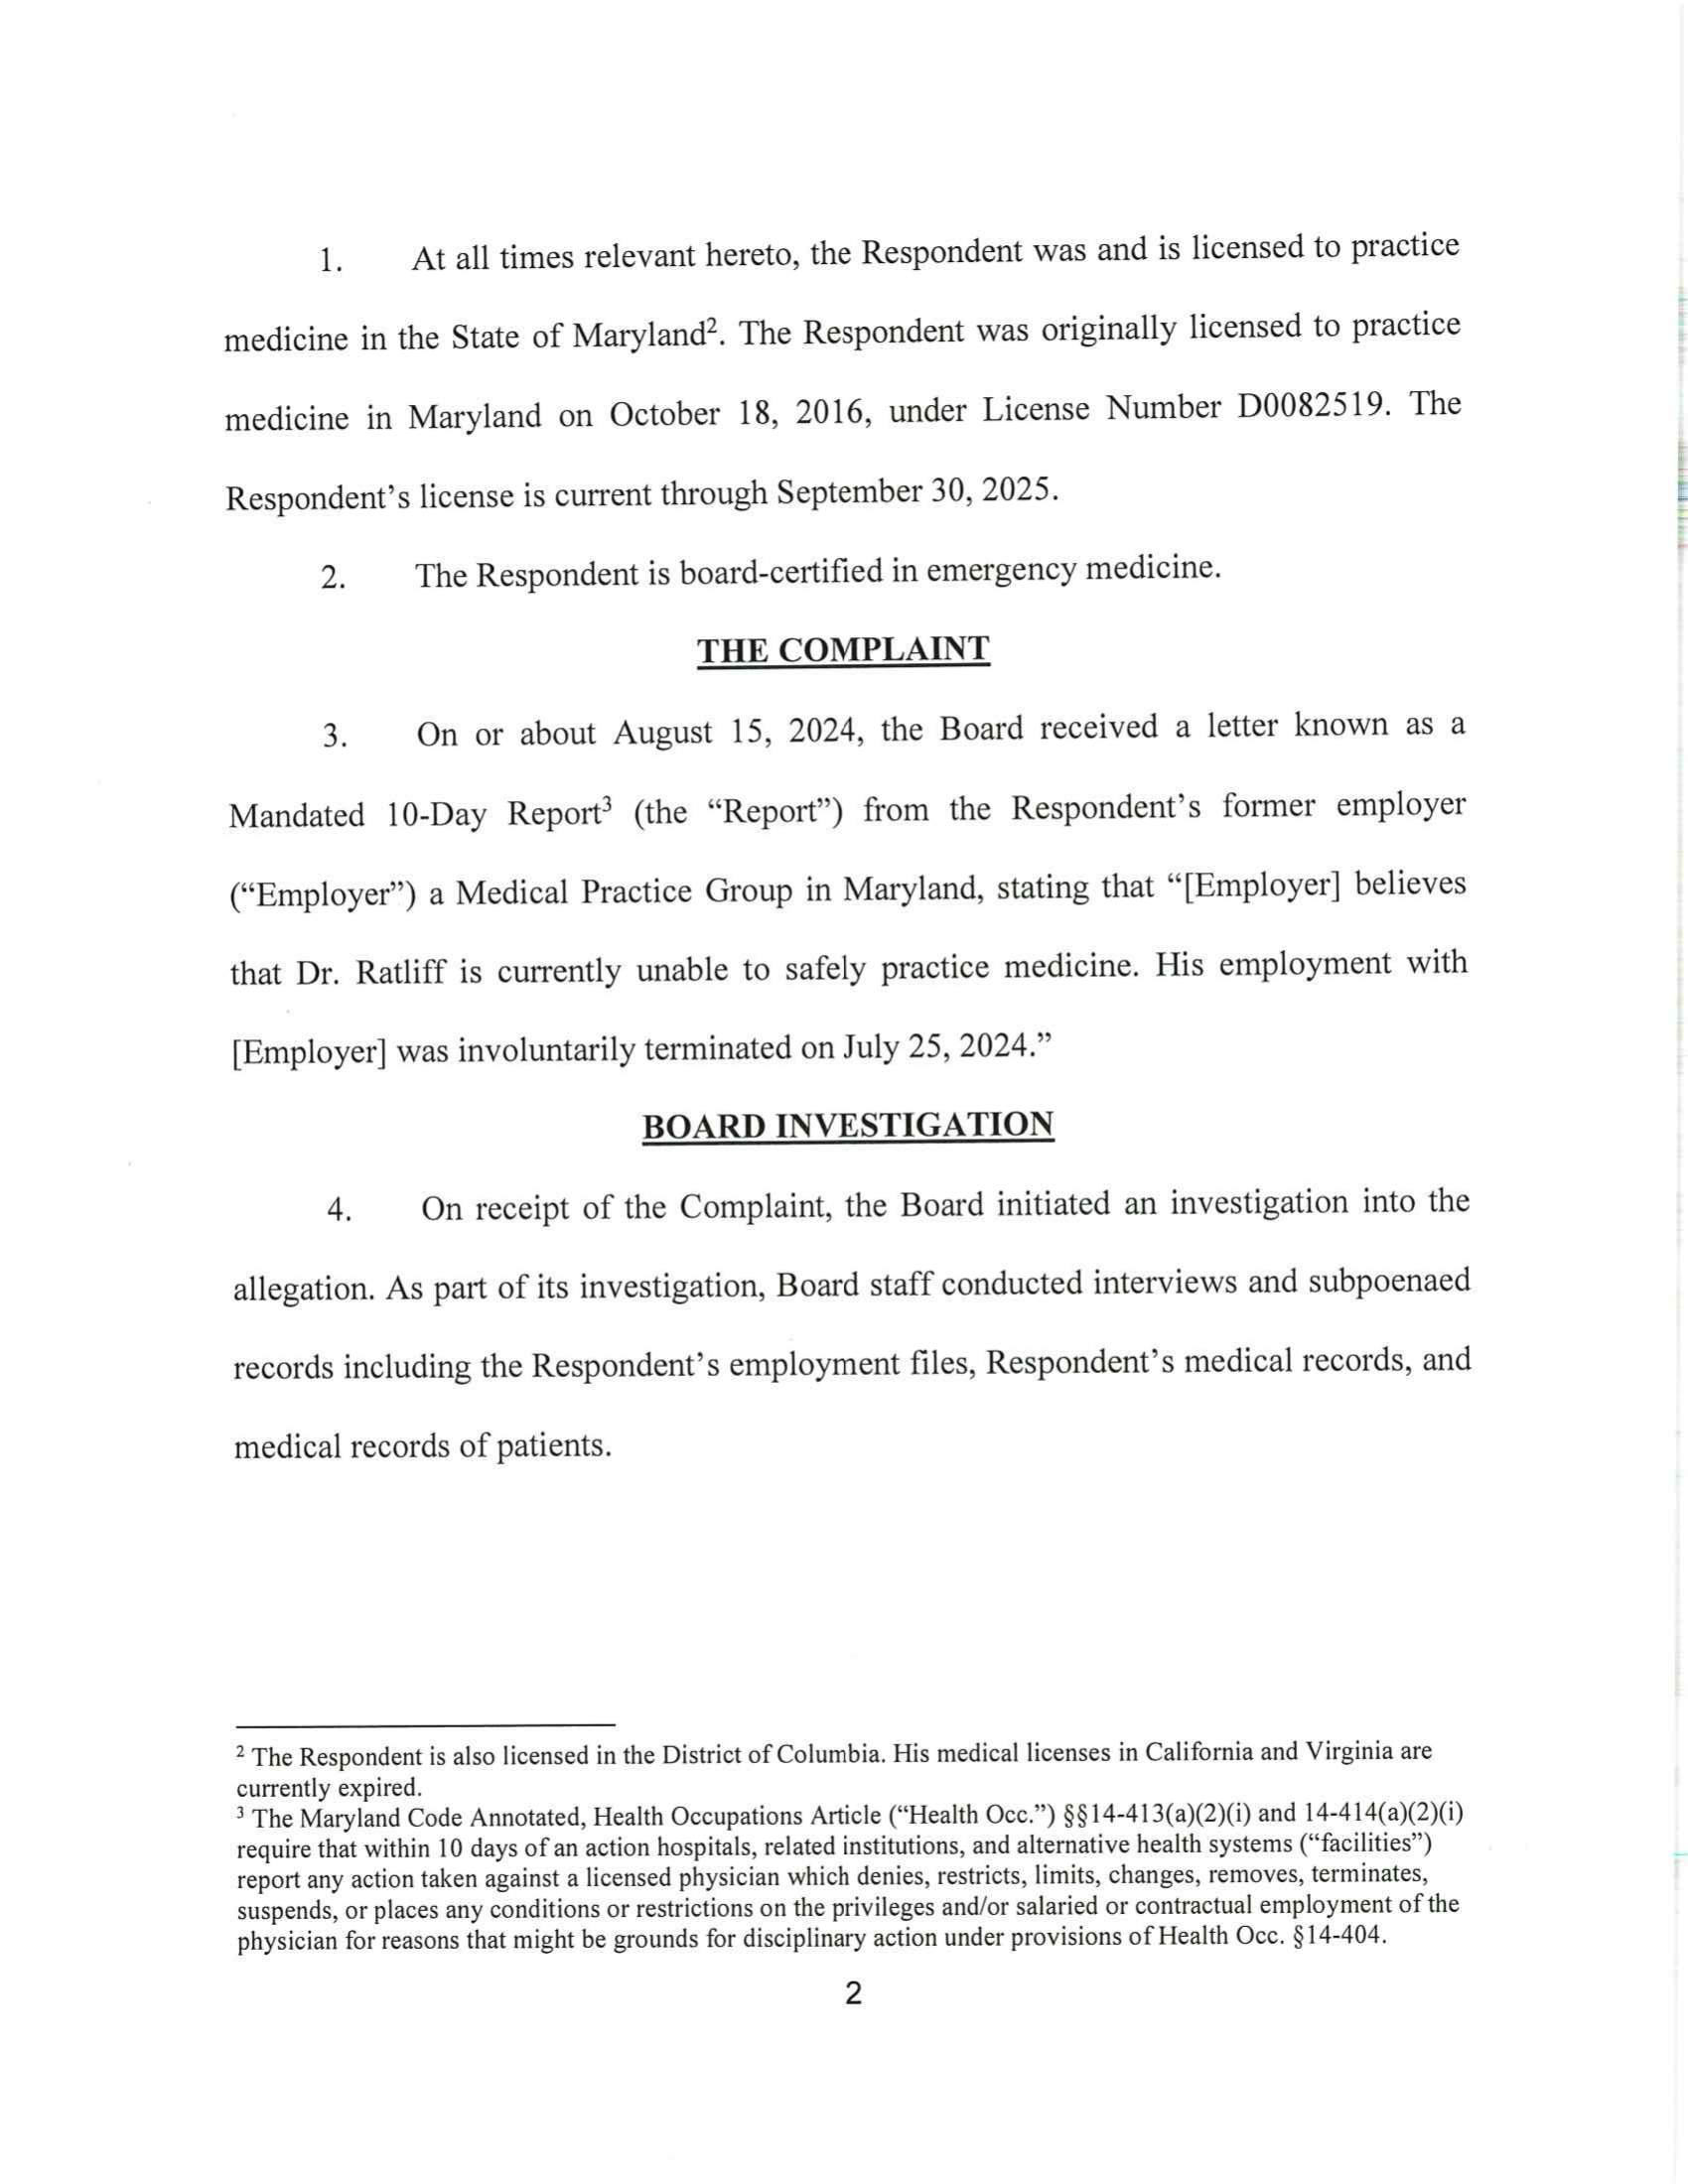 1. At all times relevant hereto, the Respondent was and is licensed to practice
medicine in the State of Maryland². The Respondent was originally licensed to practice
medicine in Maryland on October 18, 2016, under License Number D0082519. The
Respondent’s license is current through September 30, 2025.
2. The Respondent is board-certified in emergency medicine.
THE COMPLAINT
3. On or about August 15, 2024, the Board received a letter known as a
Mandated 10-Day Report³ (the “Report”) from the Respondent’s former employer
(“Employer”) a Medical Practice Group in Maryland, stating that “[Employer] believes
that Dr. Ratliff is currently unable to safely practice medicine. His employment with
[Employer] was involuntarily terminated on July 25, 2024.”
BOARD INVESTIGATION
4. On receipt of the Complaint, the Board initiated an investigation into the
allegation. As part of its investigation, Board staff conducted interviews and subpoenaed
records including the Respondent’s employment files, Respondent’s medical records, and
medical records of patients.
² The Respondent is also licensed in the District of Columbia. His medical licenses in California and Virginia are
currently expired.
³ The Maryland Code Annotated, Health Occupations Article (“Health Occ.”) §§14-413(a)(2)(i) and 14-414(a)(2)(i)
require that within 10 days of an action hospitals, related institutions, and alternative health systems (“facilities”)
report any action taken against a licensed physician which denies, restricts, limits, changes, removes, terminates,
suspends, or places any conditions or restrictions on the privileges and/or salaried or contractual employment of the
physician for reasons that might be grounds for disciplinary action under provisions of Health Occ. §14-404.
2